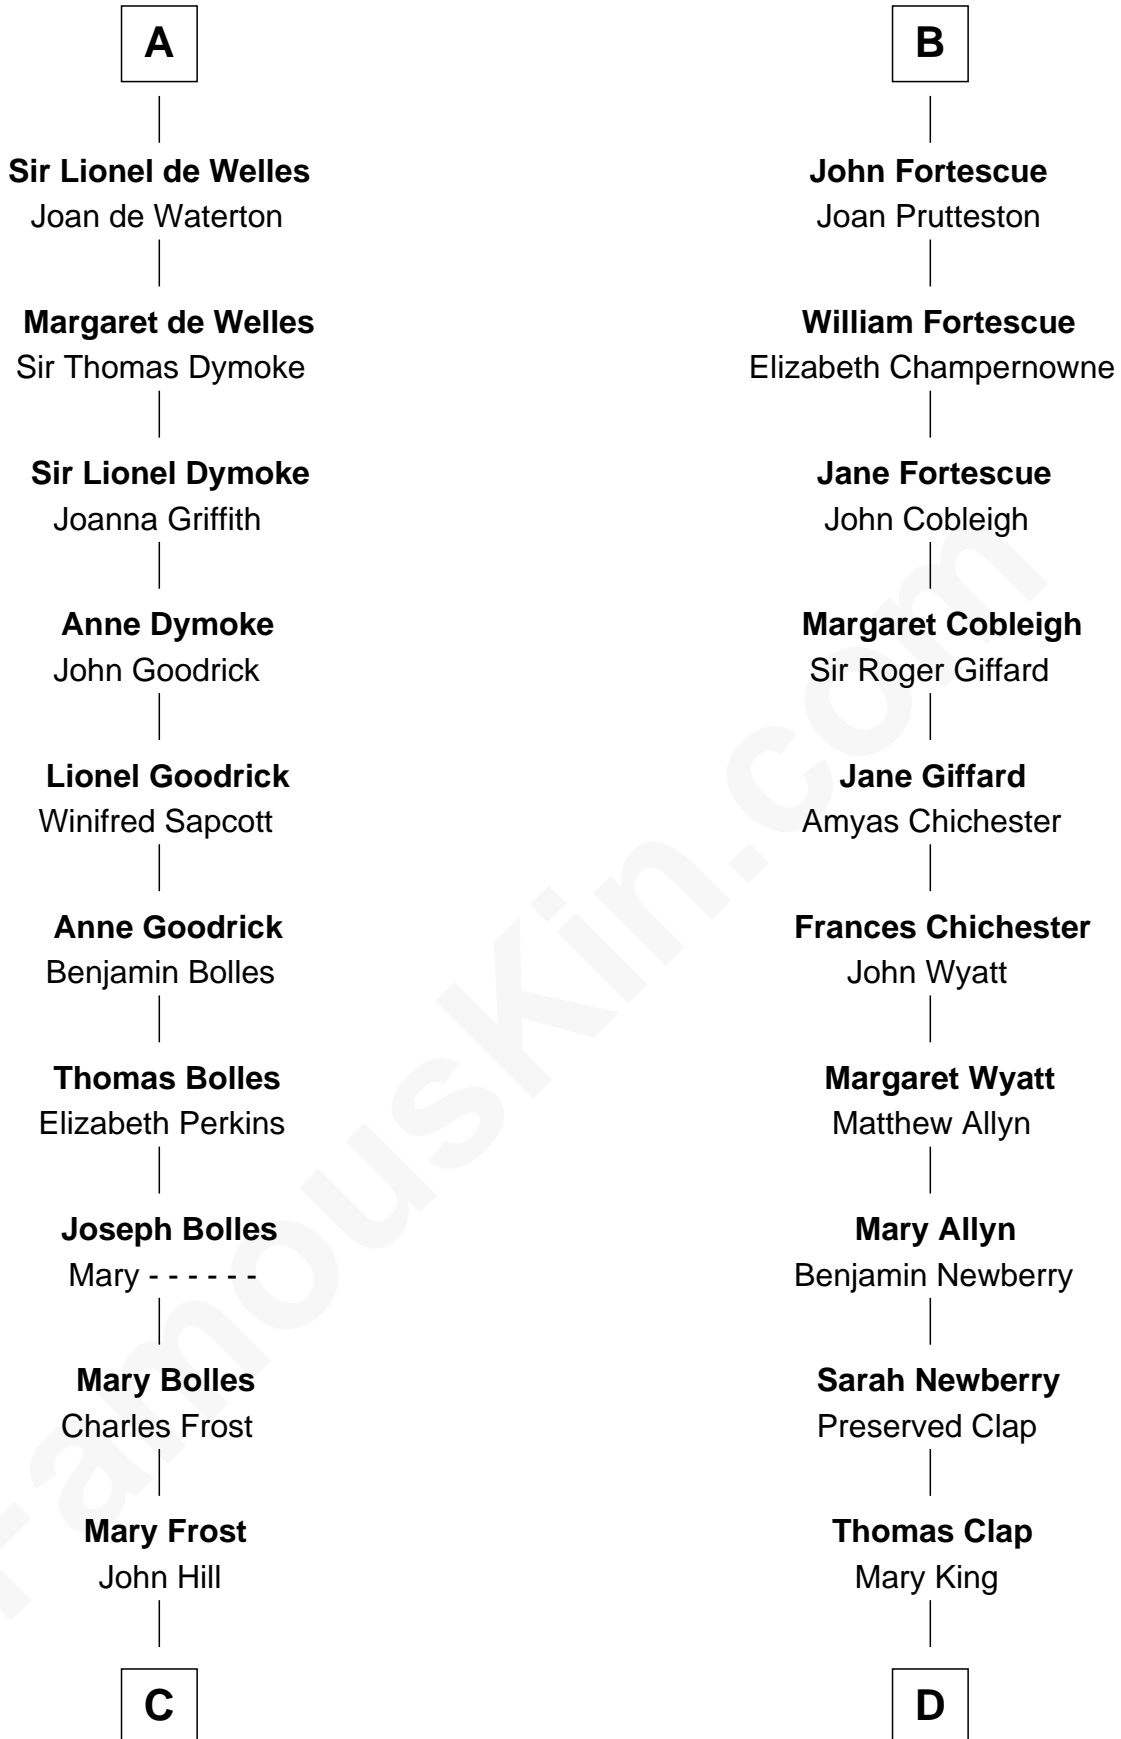 A
Sir Lionel de Welles
Joan de Waterton
Margaret de Welles
Sir Thomas Dymoke
Sir Lionel Dymoke
Joanna Griffith
Anne Dymoke
John Goodrick
Lionel Goodrick
Winifred Sapcott
Anne Goodrick
Benjamin Bolles
Thomas Bolles
Elizabeth Perkins
Joseph Bolles
Mary - - - - - -
Mary Bolles
Charles Frost
Mary Frost
John Hill
C
B
John Fortescue
Joan Prutteston
William Fortescue
Elizabeth Champernowne
Jane Fortescue
John Cobleigh
Margaret Cobleigh
Sir Roger Giffard
Jane Giffard
Amyas Chichester
Frances Chichester
John Wyatt
Margaret Wyatt
Matthew Allyn
Mary Allyn
Benjamin Newberry
Sarah Newberry
Preserved Clap
Thomas Clap
Mary King
D
FamousKin.com